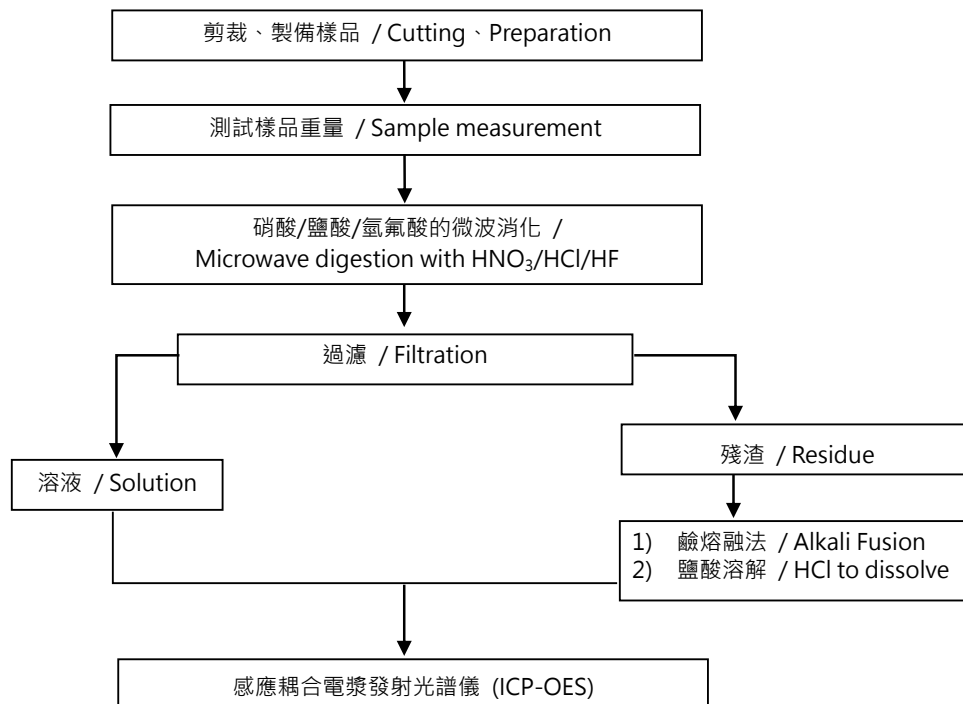 剪裁、製備樣品 / Cutting、Preparation
測試樣品重量 / Sample measurement
硝酸/鹽酸/氫氟酸的微波消化 /
Microwave digestion with HNO₃/HCl/HF
過濾 / Filtration
溶液 / Solution
殘渣 / Residue
1) 鹼熔融法 / Alkali Fusion
2) 鹽酸溶解 / HCl to dissolve
感應耦合電漿發射光譜儀 (ICP-OES)